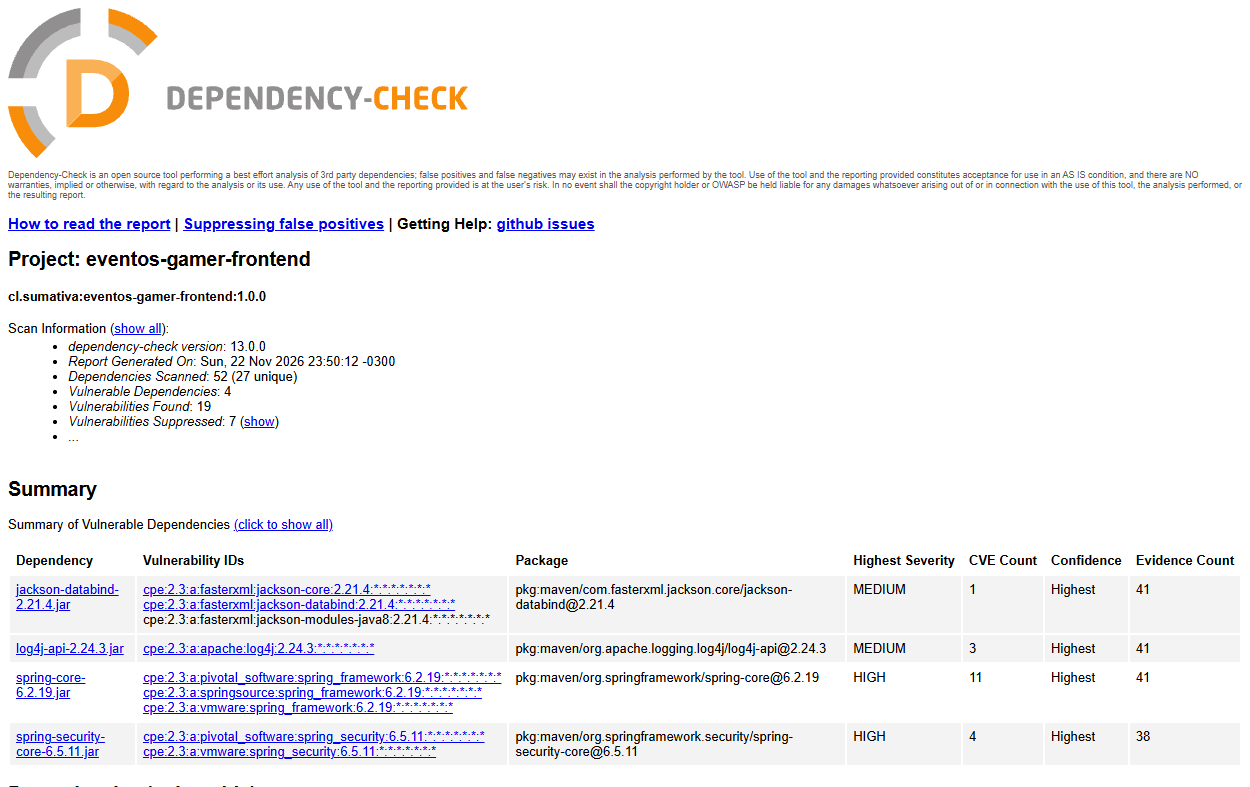 D
DEPENDENCY-CHECK
Dependency-Check is an open source tool performing a best effort analysis of 3rd party dependencies; false positives and false negatives may exist in the analysis performed by the tool. Use of the tool and the reporting provided constitutes acceptance for use in an AS IS condition, and there are NO
warranties, implied or otherwise, with regard to the analysis or its use. Any use of the tool and the reporting provided is at the user's risk. In no event shall the copyright holder or OWASP be held liable for any damages whatsoever arising out of or in connection with the use of this tool, the analysis performed, or
the resulting report.
How to read the report | Suppressing false positives | Getting Help: github issues
Project: eventos-gamer-frontend
cl.sumativa:eventos-gamer-frontend:1.0.0
Scan Information (show all):
• dependency-check version: 13.0.0
• Report Generated On: Sun, 22 Nov 2026 23:50:12 -0300
• Dependencies Scanned: 52 (27 unique)
• Vulnerable Dependencies: 4
• Vulnerabilities Found: 19
• Vulnerabilities Suppressed: 7 (show)
• ...
Summary
Summary of Vulnerable Dependencies (click to show all)
Dependency Vulnerability IDs Package Highest Severity CVE Count Confidence Evidence Count
jackson-databind- cpe:2.3:a:fasterxml:jackson-core:2.21.4:*:*:*:*:*:*:* pkg:maven/com.fasterxml.jackson.core/jackson- MEDIUM 1 Highest 41
2.21.4.jar cpe:2.3:a:fasterxml:jackson-databind:2.21.4:*:*:*:*:*:*:* databind@2.21.4
cpe:2.3:a:fasterxml:jackson-modules-java8:2.21.4:*:*:*:*:*:*:*
log4j-api-2.24.3.jar cpe:2.3:a:apache:log4j:2.24.3:*:*:*:*:*:*:* pkg:maven/org.apache.logging.log4j/log4j-api@2.24.3 MEDIUM 3 Highest 41
spring-core- cpe:2.3:a:pivotal_software:spring_framework:6.2.19:*:*:*:*:*:*:* pkg:maven/org.springframework/spring-core@6.2.19 HIGH 11 Highest 41
6.2.19.jar cpe:2.3:a:springsource:spring_framework:6.2.19:*:*:*:*:*:*:*
cpe:2.3:a:vmware:spring_framework:6.2.19:*:*:*:*:*:*:*
spring-security- cpe:2.3:a:pivotal_software:spring_security:6.5.11:*:*:*:*:*:*:* pkg:maven/org.springframework.security/spring- HIGH 4 Highest 38
core-6.5.11.jar cpe:2.3:a:vmware:spring_security:6.5.11:*:*:*:*:*:*:* security-core@6.5.11